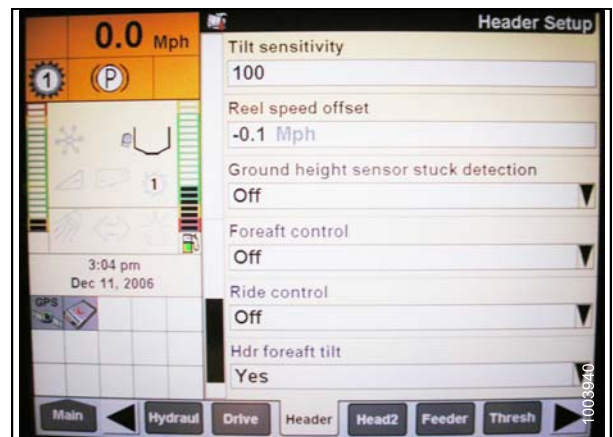 0.0 Mph
Header Setup
1
(P)
Tilt sensitivity
100
Reel speed offset
-0.1 Mph
Ground height sensor stuck detection
Off
1
Foreaft control
Off
3:04 pm
Dec 11, 2006
GPS
Ride control
Off
Hdr foreaft tilt
Yes
Main
Hydraul
Drive
Header
Head2
Feeder
Thresh
1003940